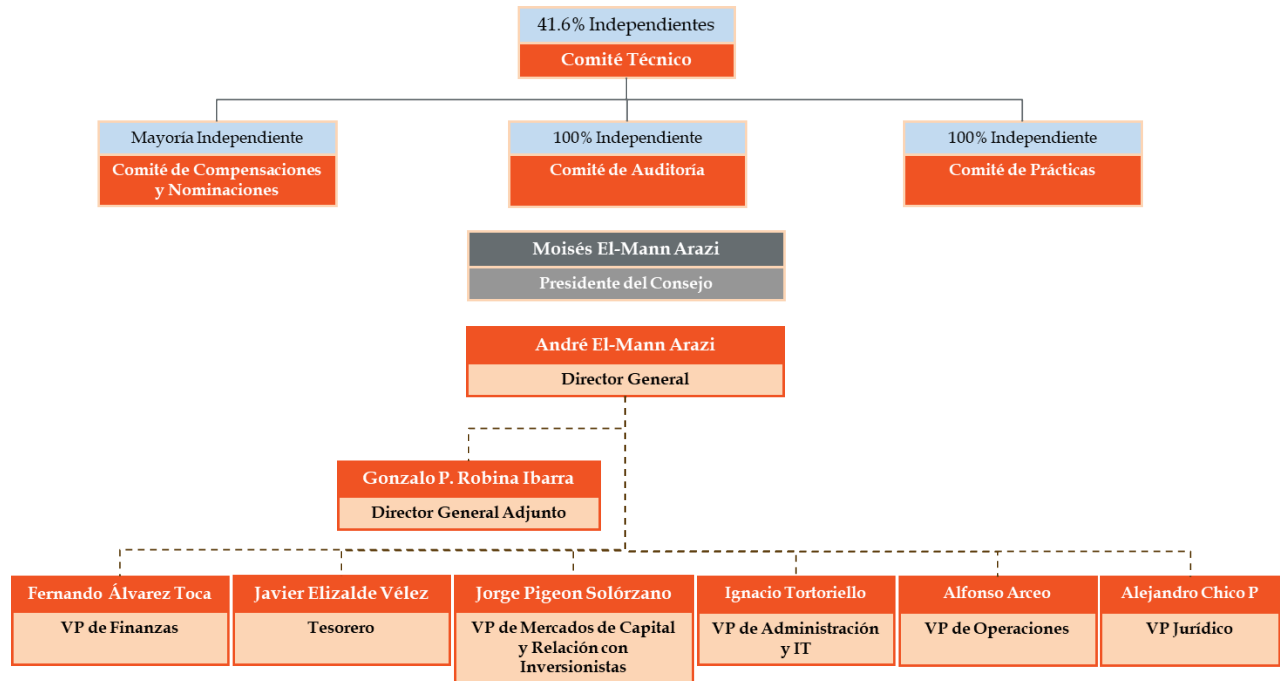 41.6% Independientes
Comité Técnico
Mayoría Independiente
Comité de Compensaciones
y Nominaciones
100% Independiente
Comité de Auditoría
100% Independiente
Comité de Prácticas
Moisés El-Mann Arazi
Presidente del Consejo
André El-Mann Arazi
Director General
Gonzalo P. Robina Ibarra
Director General Adjunto
Fernando Álvarez Toca
VP de Finanzas
Javier Elizalde Vélez
Tesorero
Jorge Pigeon Solórzano
VP de Mercados de Capital
y Relación con
Inversionistas
Ignacio Tortoriello
VP de Administración
y IT
Alfonso Arceo
VP de Operaciones
Alejandro Chico P
VP Jurídico